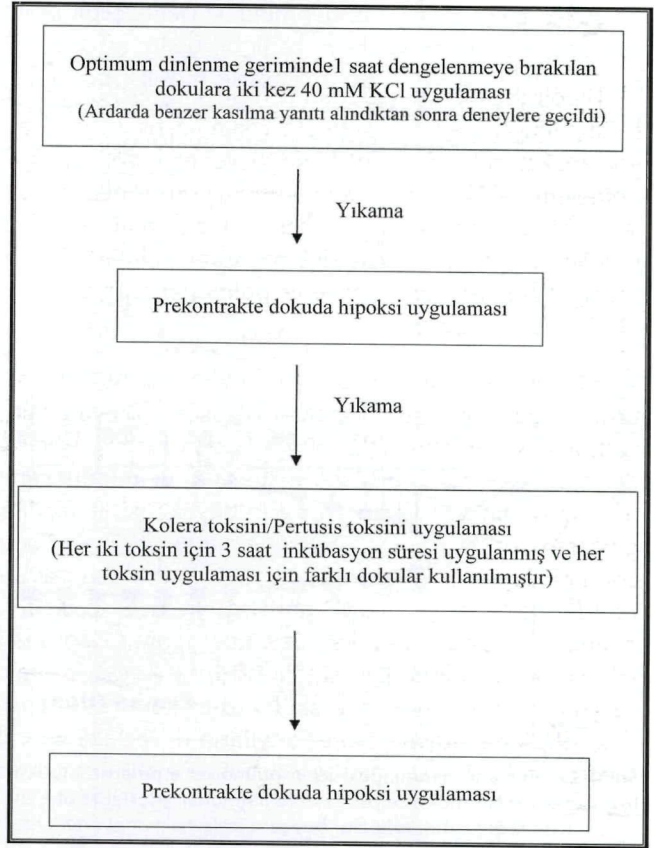 Optimum dinlenme geriminde1 saat dengelenmeye bırakılan
dokulara iki kez 40 mM KCl uygulaması
(Ardarda benzer kasılma yanıtı alındıktan sonra deneylere geçildi)
Yıkama
Prekontrakte dokuda hipoksi uygulaması
Yıkama
Kolera toksini/Pertusis toksini uygulaması
(Her iki toksin için 3 saat inkübasyon süresi uygulanmış ve her
toksin uygulaması için farklı dokular kullanılmıştır)
Prekontrakte dokuda hipoksi uygulaması